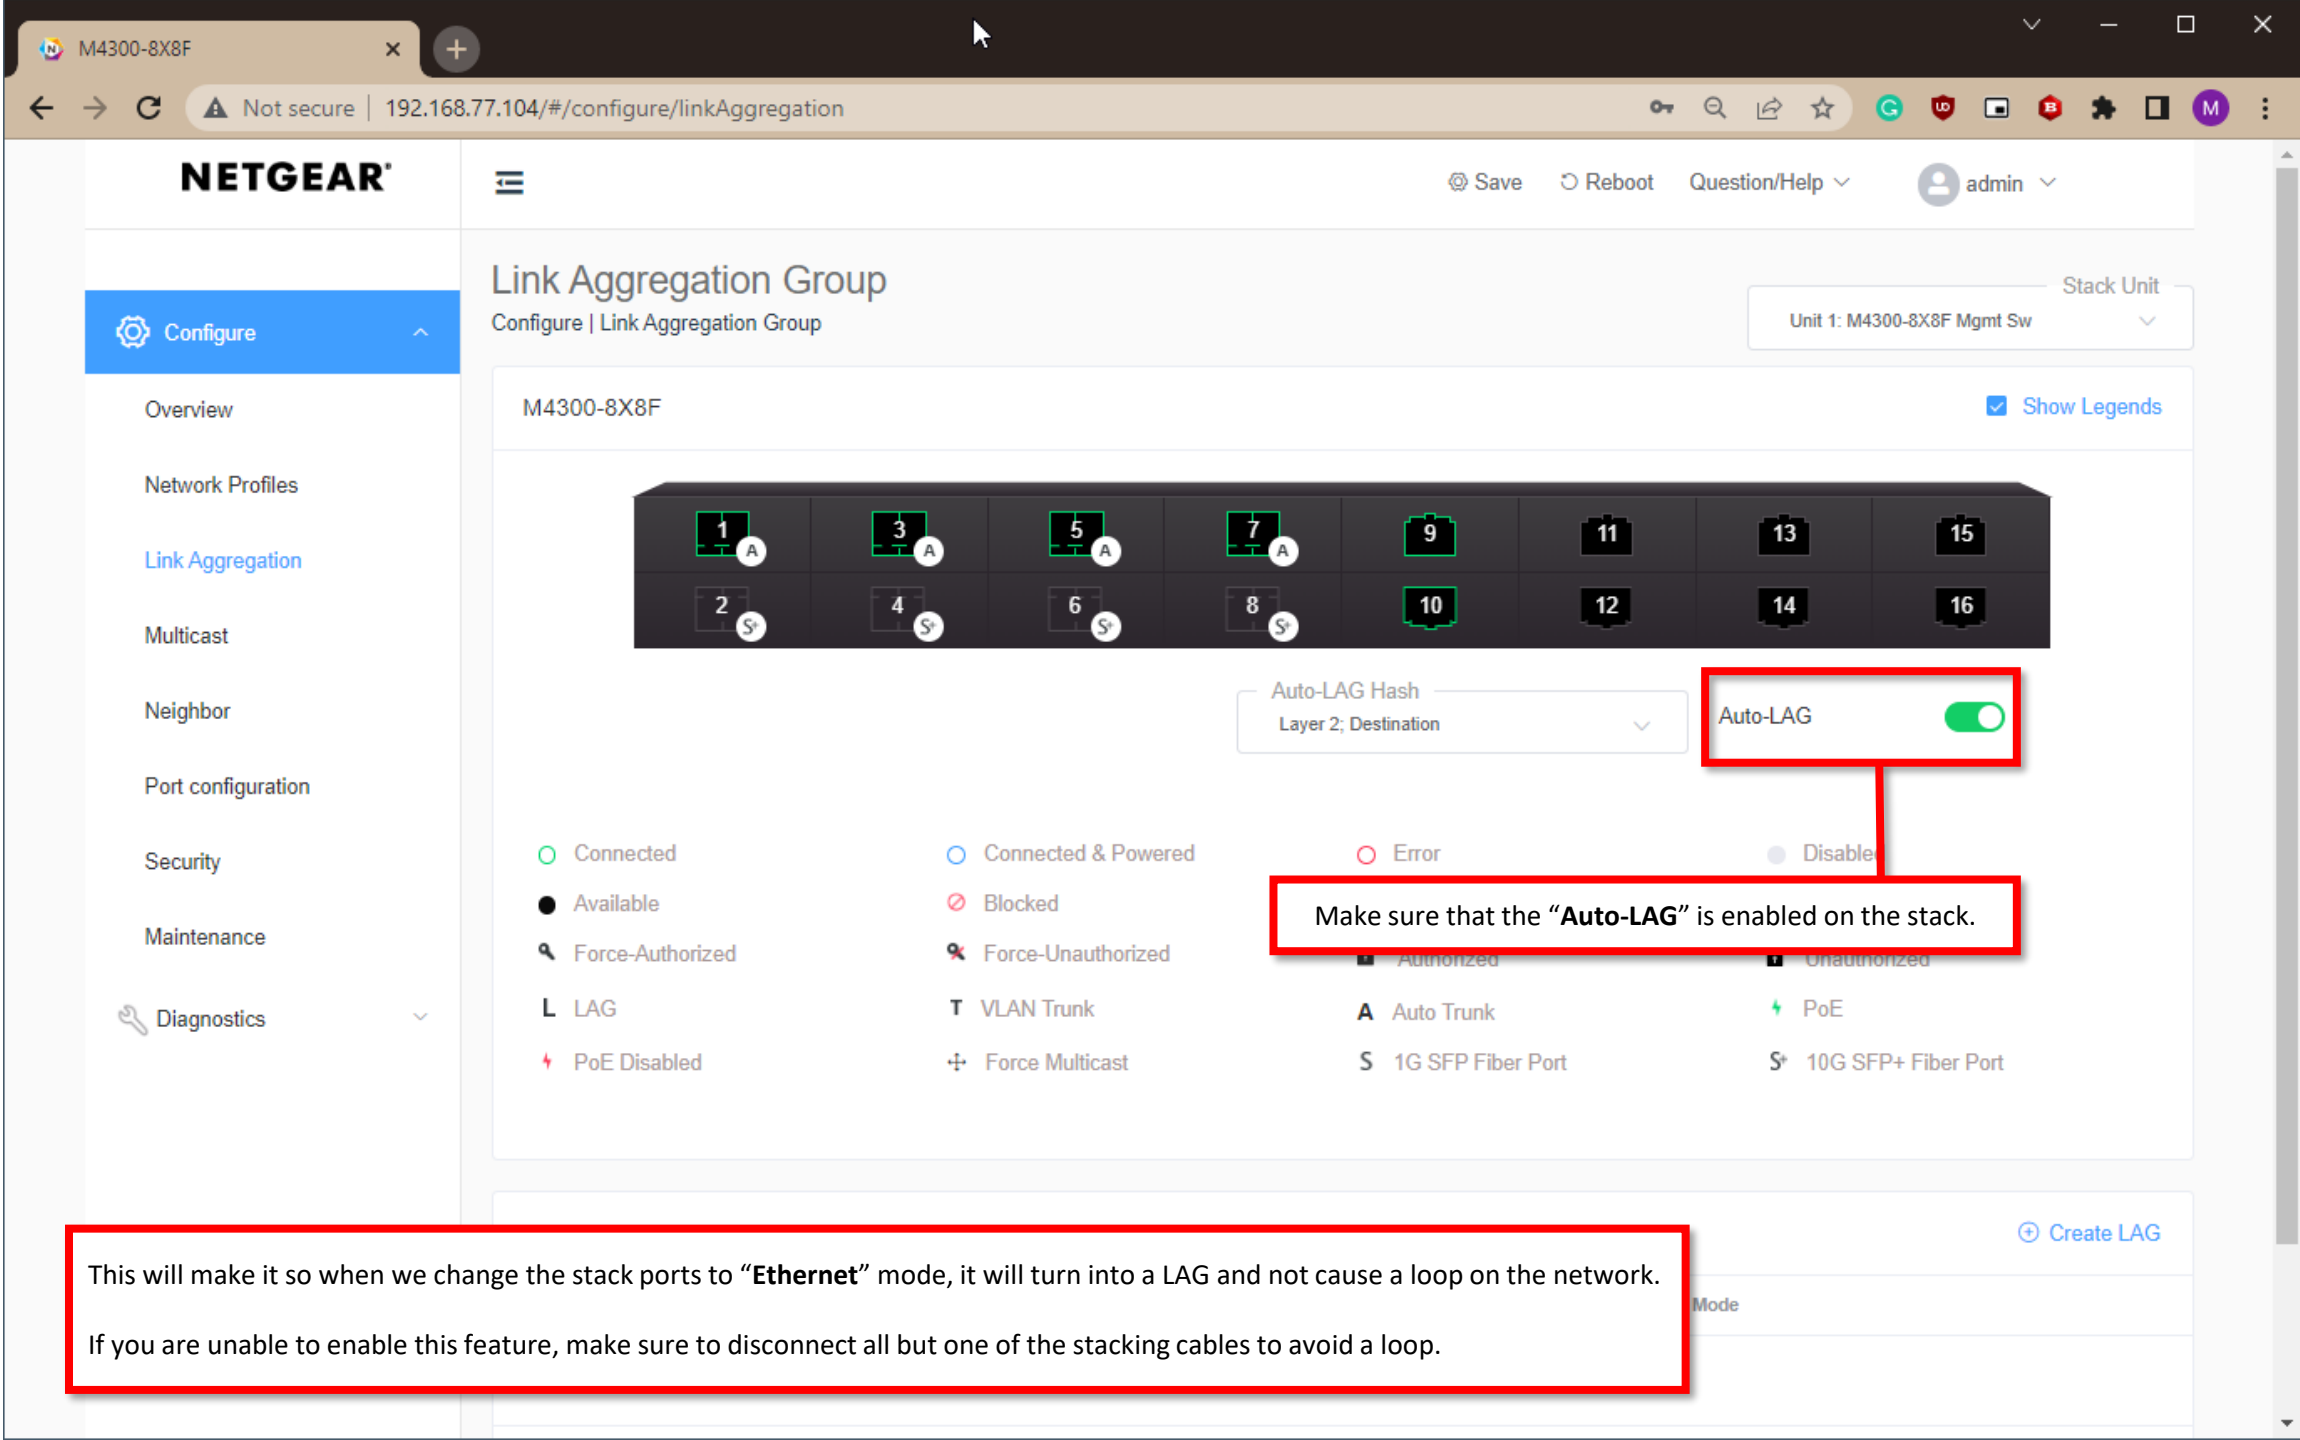 M4300-8X8F
Not secure | 192.168.77.104/#/configure/linkAggregation
M
NETGEAR®
Save
Reboot
Question/Help
admin
Link Aggregation Group
Configure | Link Aggregation Group
Stack Unit
Unit 1: M4300-8X8F Mgmt Sw
Configure
Overview
Network Profiles
Link Aggregation
Multicast
Neighbor
Port configuration
Security
Maintenance
Diagnostics
M4300-8X8F
Show Legends
1 A 3 A 5 A 7 A 9 11 13 15
2 S+ 4 S+ 6 S+ 8 S+ 10 12 14 16
Auto-LAG Hash
Layer 2; Destination
Auto-LAG
Connected
Connected & Powered
Error
Disabled
Available
Blocked
Make sure that the “Auto-LAG” is enabled on the stack.
Force-Authorized
Force-Unauthorized
Authorized
Unauthorized
L LAG
T VLAN Trunk
A Auto Trunk
PoE
PoE Disabled
Force Multicast
S 1G SFP Fiber Port
S+ 10G SFP+ Fiber Port
Create LAG
Mode
This will make it so when we change the stack ports to “Ethernet” mode, it will turn into a LAG and not cause a loop on the network.
If you are unable to enable this feature, make sure to disconnect all but one of the stacking cables to avoid a loop.